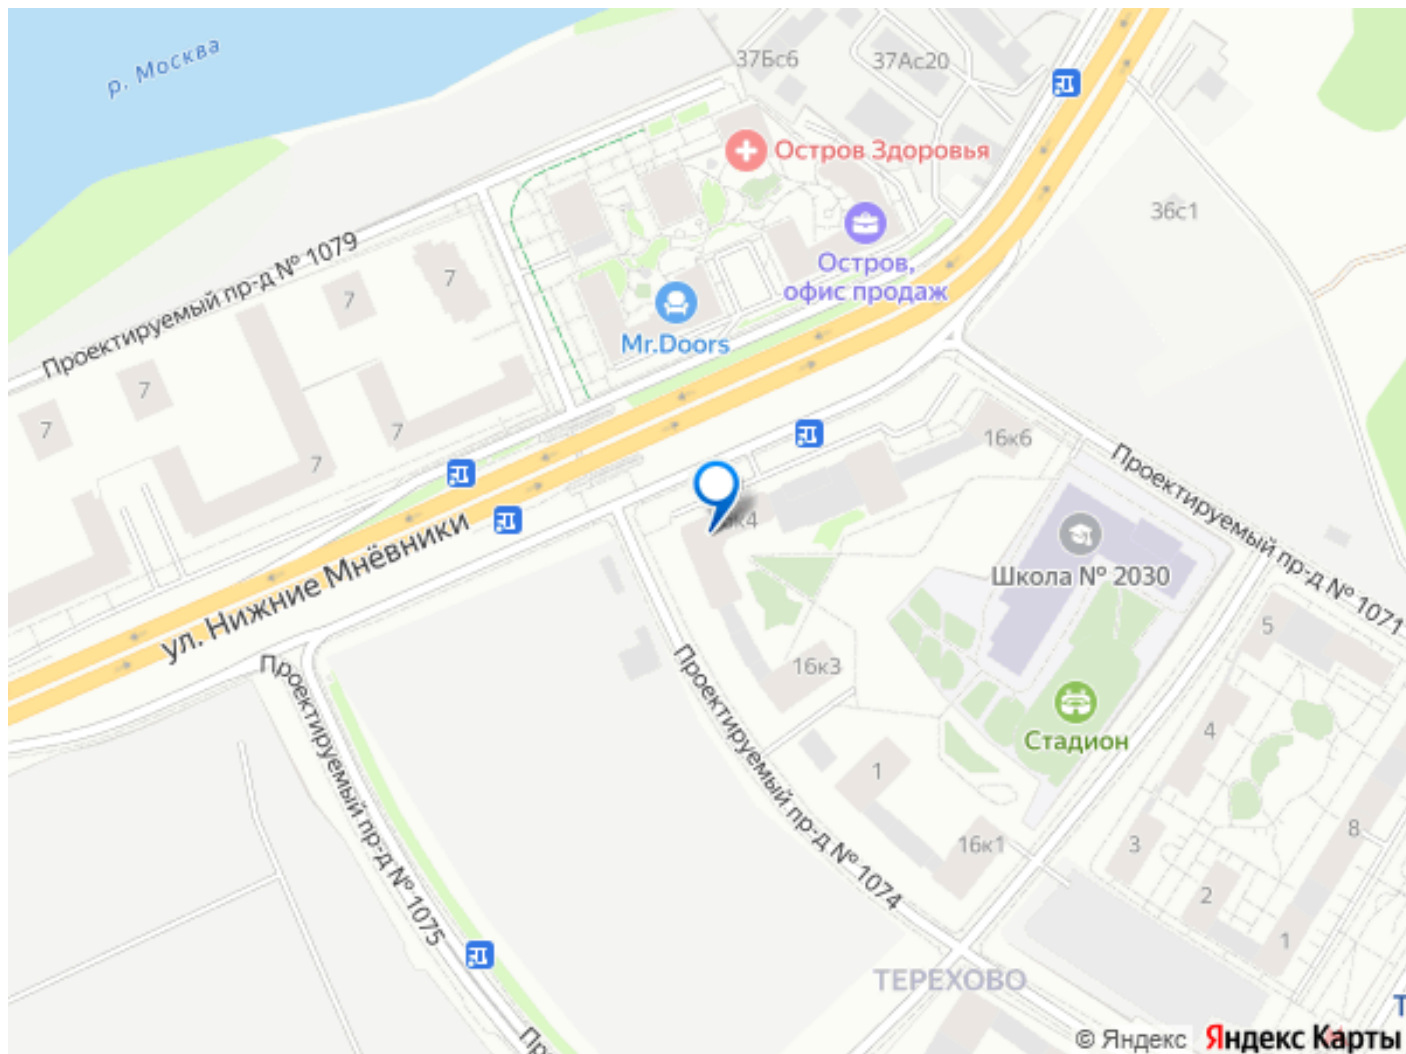 р. Москва
37Бс6
37Ас20
Остров Здоровья
36с1
Остров,
офис продаж
Проектируемый пр-д № 1079
7
7
Mr.Doors
7
7
7
7
16к6
Проектируемый пр-д № 1071
ул. Нижние Мнёвники
к4
Школа № 2030
5
16к3
Проектируемый пр-д № 1075
Проектируемый пр-д № 1074
Стадион
4
1
8
16к1
3
2
1
ТЕРЕХОВО
Т
Пр
© Яндекс
Яндекс Карты